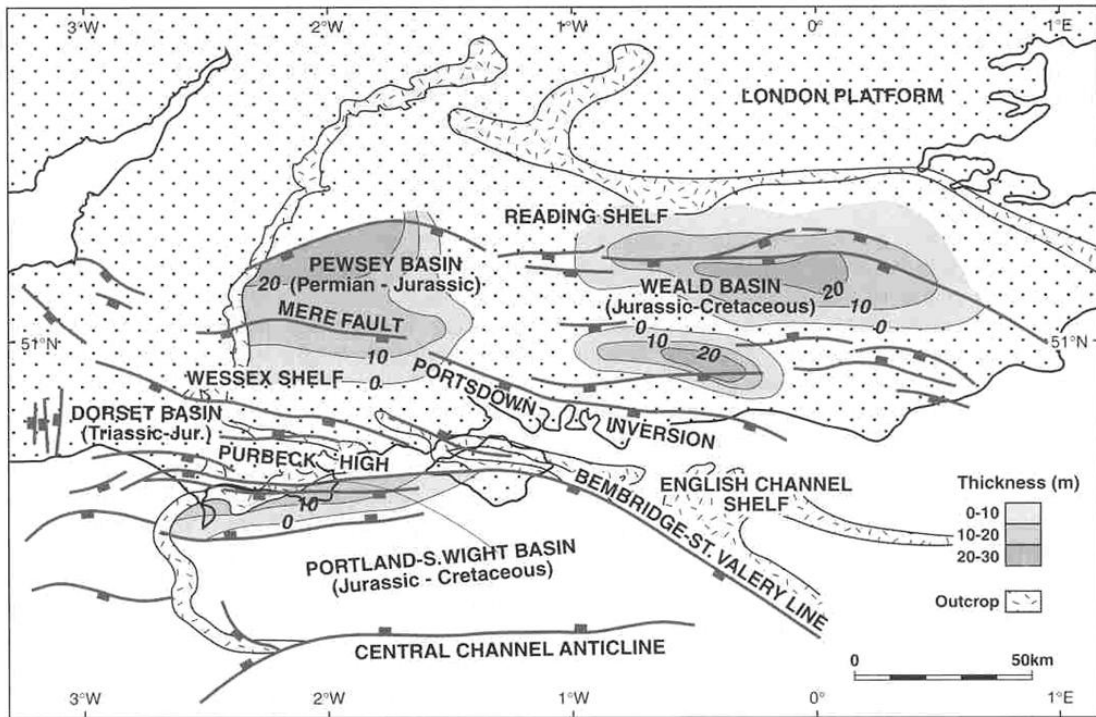 3°W 2°W 1°W 0° 1°E
LONDON PLATFORM
READING SHELF
PEWSEY BASIN
20 (Permian - Jurassic)
WEALD BASIN
(Jurassic-Cretaceous)
20
10
0
MERE FAULT
51°N
51°N
0
10
20
10
0
WESSEX SHELF
PORTSDOWN
INVERSION
DORSET BASIN
(Triassic-Jur.)
PURBECK HIGH
10
0
ENGLISH CHANNEL
SHELF
BEMBRIDGE-ST. VALERY LINE
PORTLAND-S.WIGHT BASIN
(Jurassic - Cretaceous)
CENTRAL CHANNEL ANTICLINE
Thickness (m)
0-10
10-20
20-30
Outcrop
0 50km
3°W 2°W 1°W 0° 1°E